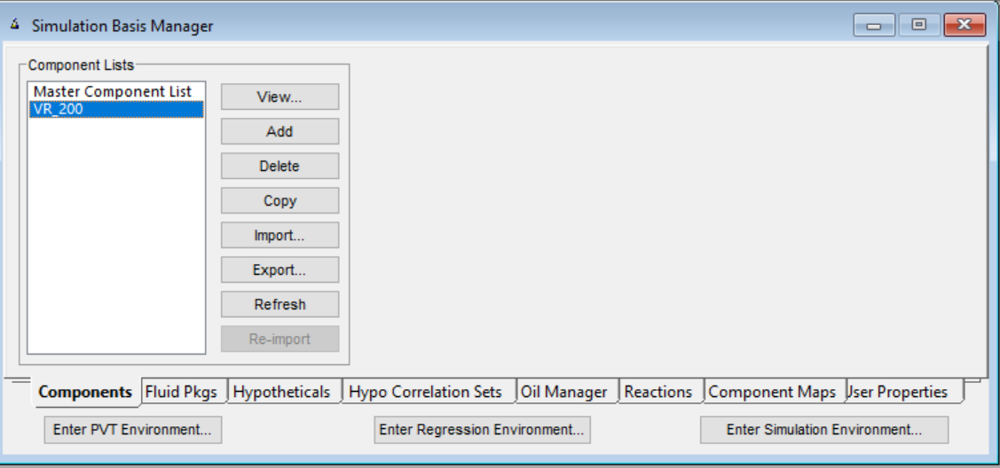 Simulation Basis Manager
Component Lists
Master Component List
VR_200
View...
Add
Delete
Copy
Import...
Export...
Refresh
Re-import
Components Fluid Pkgs Hypotheticals Hypo Correlation Sets Oil Manager Reactions Component Maps User Properties
Enter PVT Environment... Enter Regression Environment... Enter Simulation Environment...